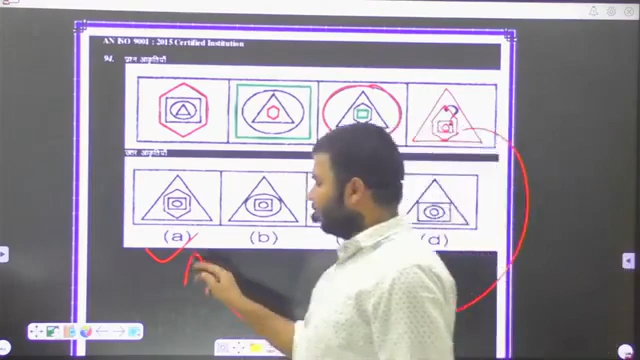 AN ISO 9001 : 2015 Certified Institution
94. प्रश्न आकृतियाँ
?
उत्तर आकृतियाँ
(a) (b) (d)